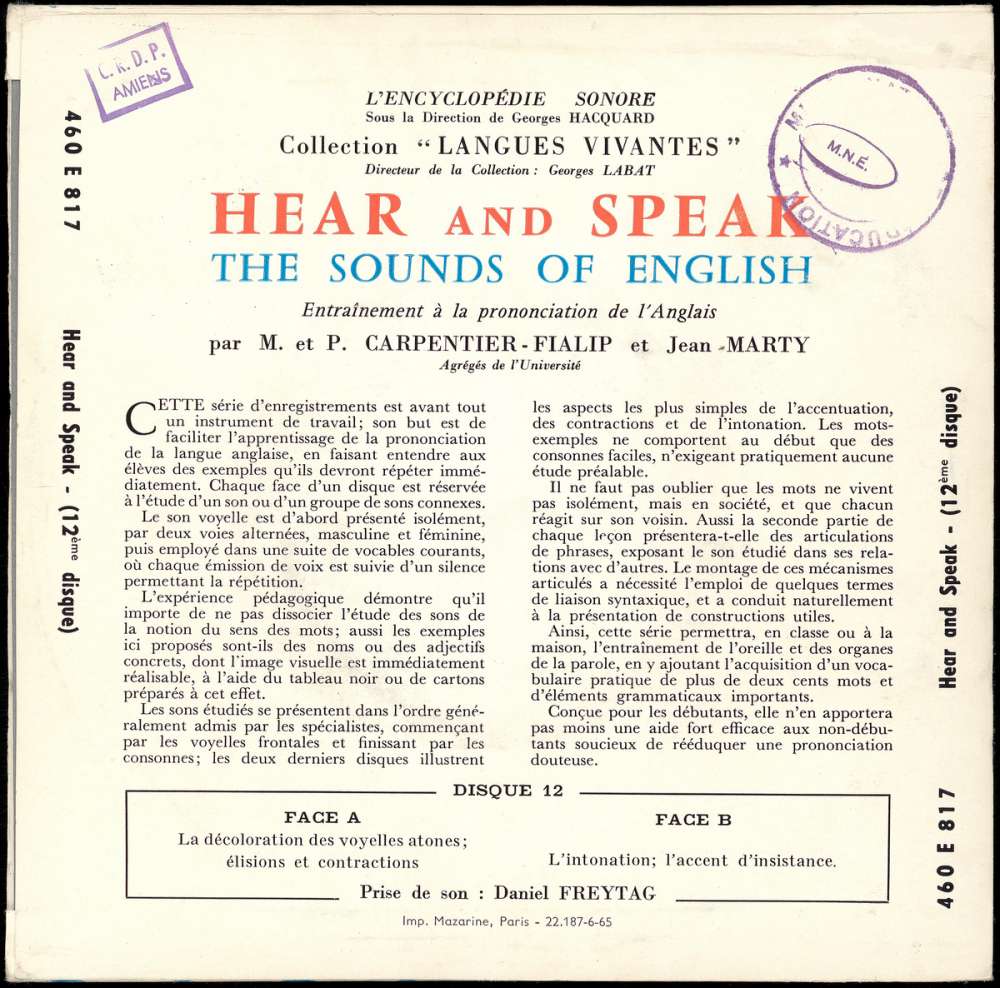 C.R.D.P.
AMIENS
L'ENCYCLOPÉDIE SONORE
Sous la Direction de Georges HACQUARD
Collection “LANGUES VIVANTES”
Directeur de la Collection : Georges LABAT
M.N.E.
HEAR AND SPEAK
THE SOUNDS OF ENGLISH
Entraînement à la prononciation de l'Anglais
par M. et P. CARPENTIER-FIALIP et Jean MARTY
Agrégés de l'Université
460 E 817
Hear and Speak - (12ème disque)
CETTE série d'enregistrements est avant tout
un instrument de travail; son but est de
faciliter l'apprentissage de la prononciation
de la langue anglaise, en faisant entendre aux
élèves des exemples qu'ils devront répéter immé-
diatement. Chaque face d'un disque est réservée
à l'étude d'un son ou d'un groupe de sons connexes.
Le son voyelle est d'abord présenté isolément,
par deux voies alternées, masculine et féminine,
puis employé dans une suite de vocables courants,
où chaque émission de voix est suivie d'un silence
permettant la répétition.
L'expérience pédagogique démontre qu'il
importe de ne pas dissocier l'étude des sons de
la notion du sens des mots; aussi les exemples
ici proposés sont-ils des noms ou des adjectifs
concrets, dont l'image visuelle est immédiatement
réalisable, à l'aide du tableau noir ou de cartons
préparés à cet effet.
Les sons étudiés se présentent dans l'ordre géné-
ralement admis par les spécialistes, commençant
par les voyelles frontales et finissant par les
consonnes; les deux derniers disques illustrent
les aspects les plus simples de l'accentuation,
des contractions et de l'intonation. Les mots-
exemples ne comportent au début que des
consonnes faciles, n'exigeant pratiquement aucune
étude préalable.
Il ne faut pas oublier que les mots ne vivent
pas isolément, mais en société, et que chacun
réagit sur son voisin. Aussi la seconde partie de
chaque leçon présentera-t-elle des articulations
de phrases, exposant le son étudié dans ses rela-
tions avec d'autres. Le montage de ces mécanismes
articulés a nécessité l'emploi de quelques termes
de liaison syntaxique, et a conduit naturellement
à la présentation de constructions utiles.
Ainsi, cette série permettra, en classe ou à la
maison, l'entraînement de l'oreille et des organes
de la parole, en y ajoutant l'acquisition d'un voca-
bulaire pratique de plus de deux cents mots et
d'éléments grammaticaux importants.
Conçue pour les débutants, elle n'en apportera
pas moins une aide fort efficace aux non-débu-
tants soucieux de rééduquer une prononciation
douteuse.
Hear and Speak - (12ème disque)
460 E 817
DISQUE 12
FACE A
La décoloration des voyelles atones;
élisions et contractions
FACE B
L'intonation; l'accent d'insistance.
Prise de son : Daniel FREYTAG
Imp. Mazarine, Paris - 22.187-6-65